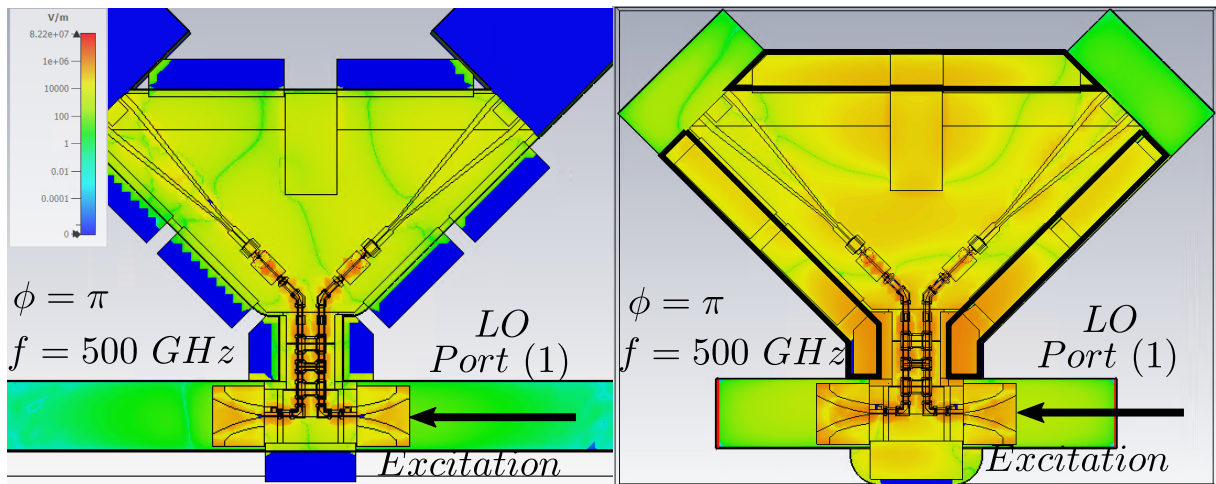 V/m
8.22e+07
1e+06
10000
100
1
0.01
0.0001
0
ϕ = π
f = 500 GHz
LO
Port (1)
Excitation
ϕ = π
f = 500 GHz
LO
Port (1)
Excitation